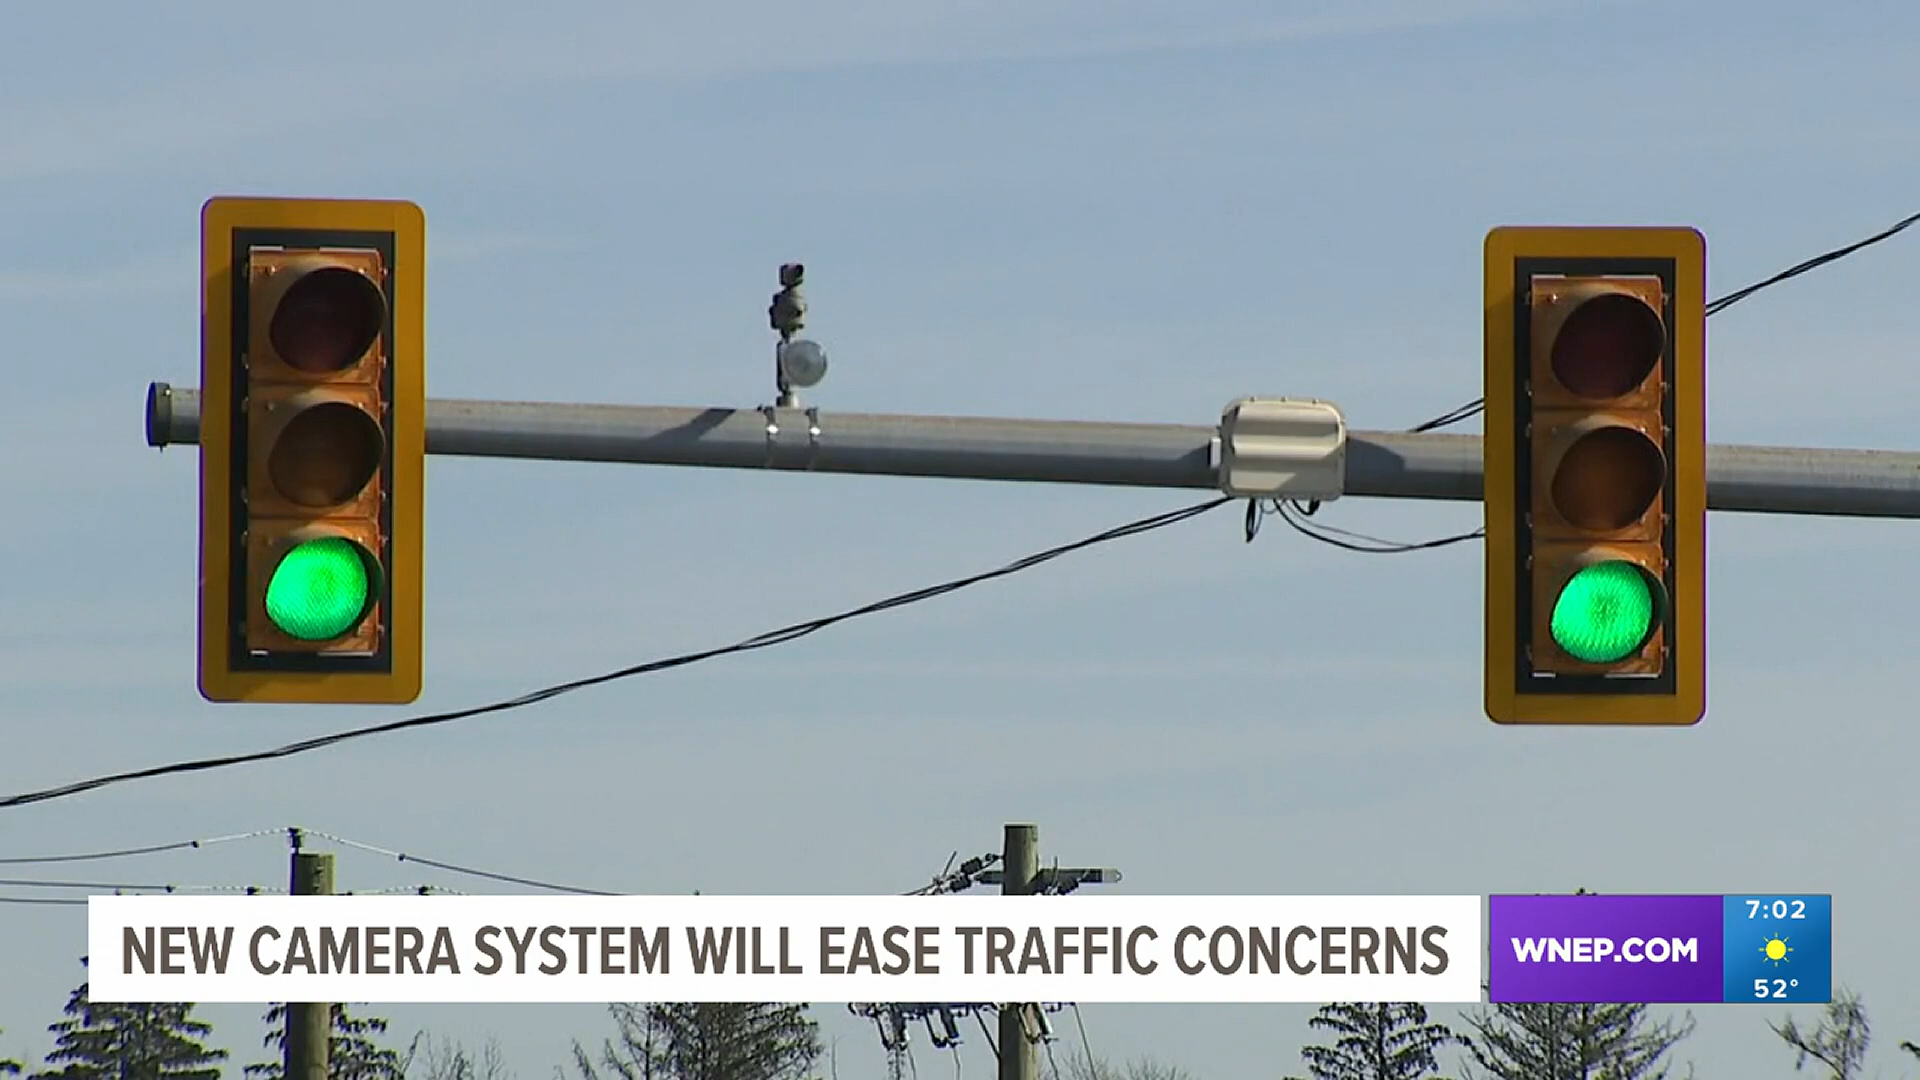 NEW CAMERA SYSTEM WILL EASE TRAFFIC CONCERNS
WNEP.COM
7:02
52°